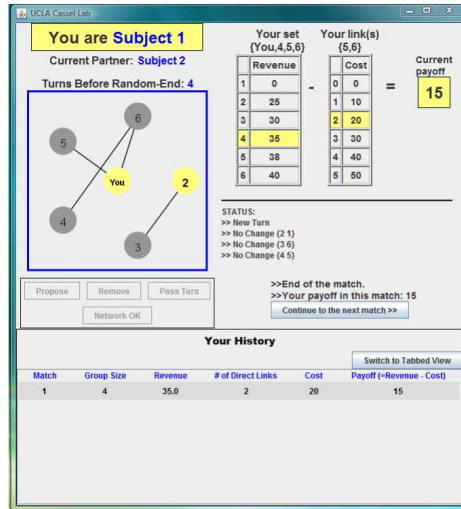 UCLA Cassel Lab
You are Subject 1
Current Partner: Subject 2
Turns Before Random-End: 4
6
5
You
2
4
3
Your set
{You,4,5,6}
Your link(s)
{5,6}
Revenue
1 0
2 25
3 30
4 35
5 38
6 40
-
Cost
0 0
1 10
2 20
3 30
4 40
5 50
=
Current
payoff
15
STATUS:
>> New Turn
>> No Change {2 1}
>> No Change {3 6}
>> No Change {4 5}
Propose Remove Pass Turn
Network OK
>>End of the match.
>>Your payoff in this match: 15
Continue to the next match >>
Your History
Switch to Tabbed View
Match Group Size Revenue # of Direct Links Cost Payoff (=Revenue - Cost)
1 4 35.0 2 20 15